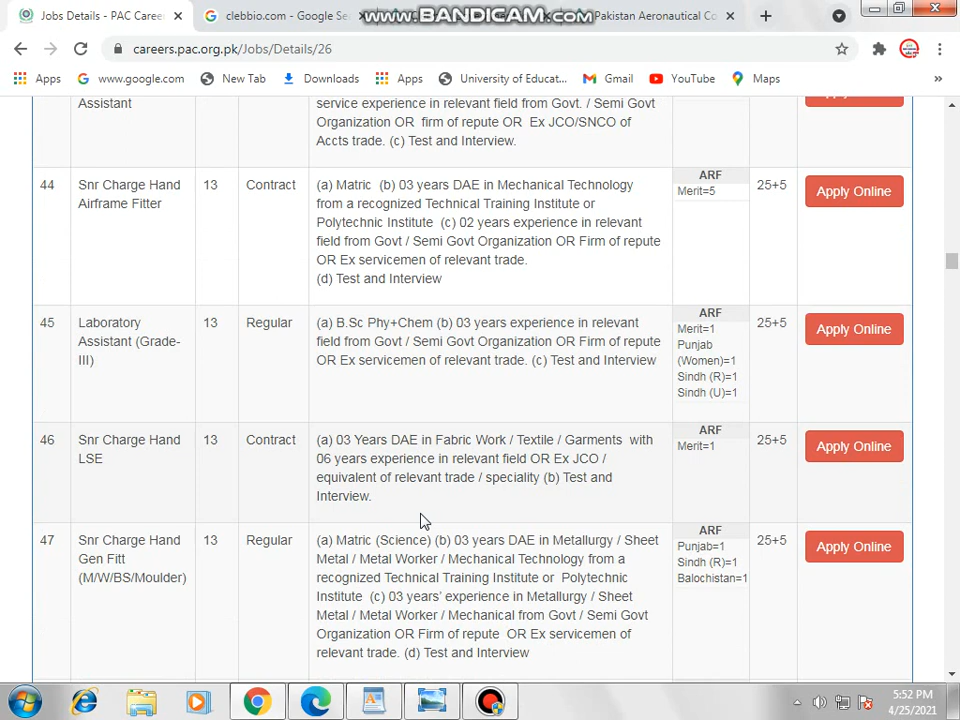 Jobs Details - PAC Caree
clebbio.com - Google Se
www.BANDICAM.com
Pakistan Aeronautical Co
careers.pac.org.pk/Jobs/Details/26
Apps www.google.com New Tab Downloads Apps University of Educat... Gmail YouTube Maps »
Assistant
service experience in relevant field from Govt. / Semi Govt
Organization OR firm of repute OR Ex JCO/SNCO of
Accts trade. (c) Test and Interview.
44
Snr Charge Hand
Airframe Fitter
13
Contract
(a) Matric (b) 03 years DAE in Mechanical Technology
from a recognized Technical Training Institute or
Polytechnic Institute (c) 02 years experience in relevant
field from Govt / Semi Govt Organization OR Firm of repute
OR Ex servicemen of relevant trade.
(d) Test and Interview
ARF
Merit=5
25+5
Apply Online
45
Laboratory
Assistant (Grade-
III)
13
Regular
(a) B.Sc Phy+Chem (b) 03 years experience in relevant
field from Govt / Semi Govt Organization OR Firm of repute
OR Ex servicemen of relevant trade. (c) Test and Interview
ARF
Merit=1
Punjab
(Women)=1
Sindh (R)=1
Sindh (U)=1
25+5
Apply Online
46
Snr Charge Hand
LSE
13
Contract
(a) 03 Years DAE in Fabric Work / Textile / Garments with
06 years experience in relevant field OR Ex JCO /
equivalent of relevant trade / speciality (b) Test and
Interview.
ARF
Merit=1
25+5
Apply Online
47
Snr Charge Hand
Gen Fitt
(M/W/BS/Moulder)
13
Regular
(a) Matric (Science) (b) 03 years DAE in Metallurgy / Sheet
Metal / Metal Worker / Mechanical Technology from a
recognized Technical Training Institute or Polytechnic
Institute (c) 03 years' experience in Metallurgy / Sheet
Metal / Metal Worker / Mechanical from Govt / Semi Govt
Organization OR Firm of repute OR Ex servicemen of
relevant trade. (d) Test and Interview
ARF
Punjab=1
Sindh (R)=1
Balochistan=1
25+5
Apply Online
5:52 PM
4/25/2021